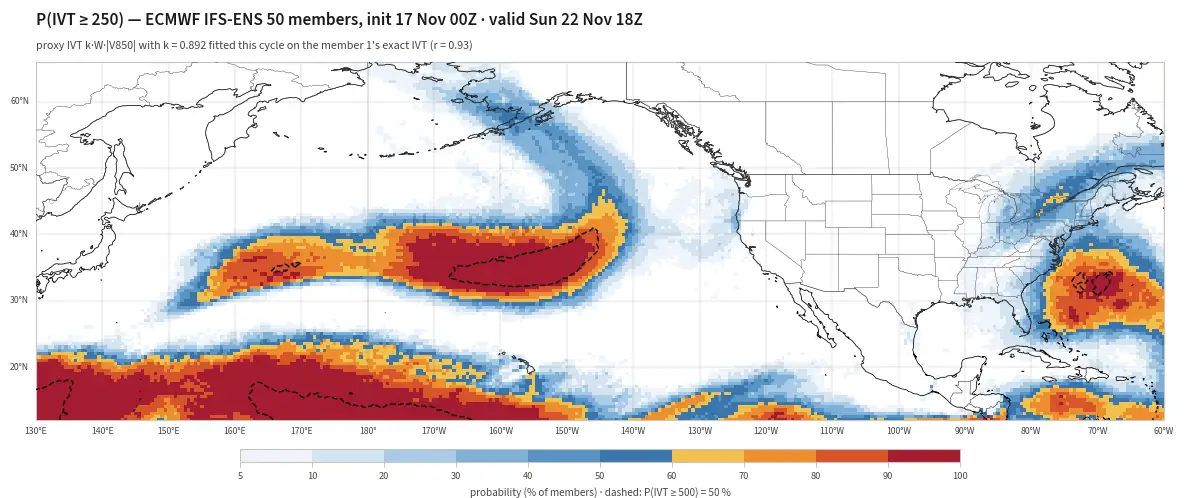 P(IVT ≥ 250) — ECMWF IFS-ENS 50 members, init 17 Nov 00Z · valid Sun 22 Nov 18Z
proxy IVT k·W·|V850| with k = 0.892 fitted this cycle on the member 1's exact IVT (r = 0.93)
60°N
50°N
40°N
30°N
20°N
130°E 140°E 150°E 160°E 170°E 180° 170°W 160°W 150°W 140°W 130°W 120°W 110°W 100°W 90°W 80°W 70°W 60°W
5 10 20 30 40 50 60 70 80 90 100
probability (% of members) · dashed: P(IVT ≥ 500) = 50 %